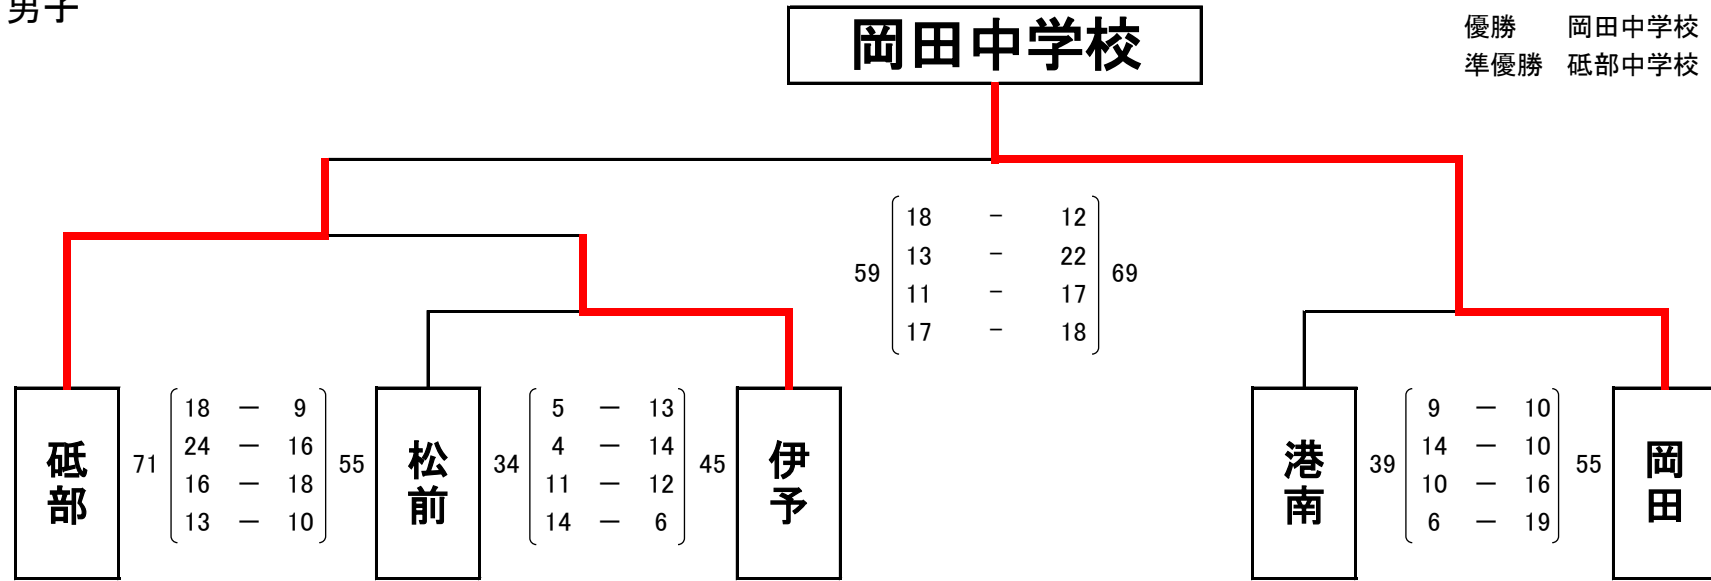 男子
岡田中学校
優勝 岡田中学校
準優勝 砥部中学校
59
18 - 12
13 - 22
11 - 17
17 - 18
69
砥部
71
18 － 9
24 － 16
16 － 18
13 － 10
55
松前
34
5 － 13
4 － 14
11 － 12
14 － 6
45
伊予
港南
39
9 － 10
14 － 10
10 － 16
6 － 19
55
岡田